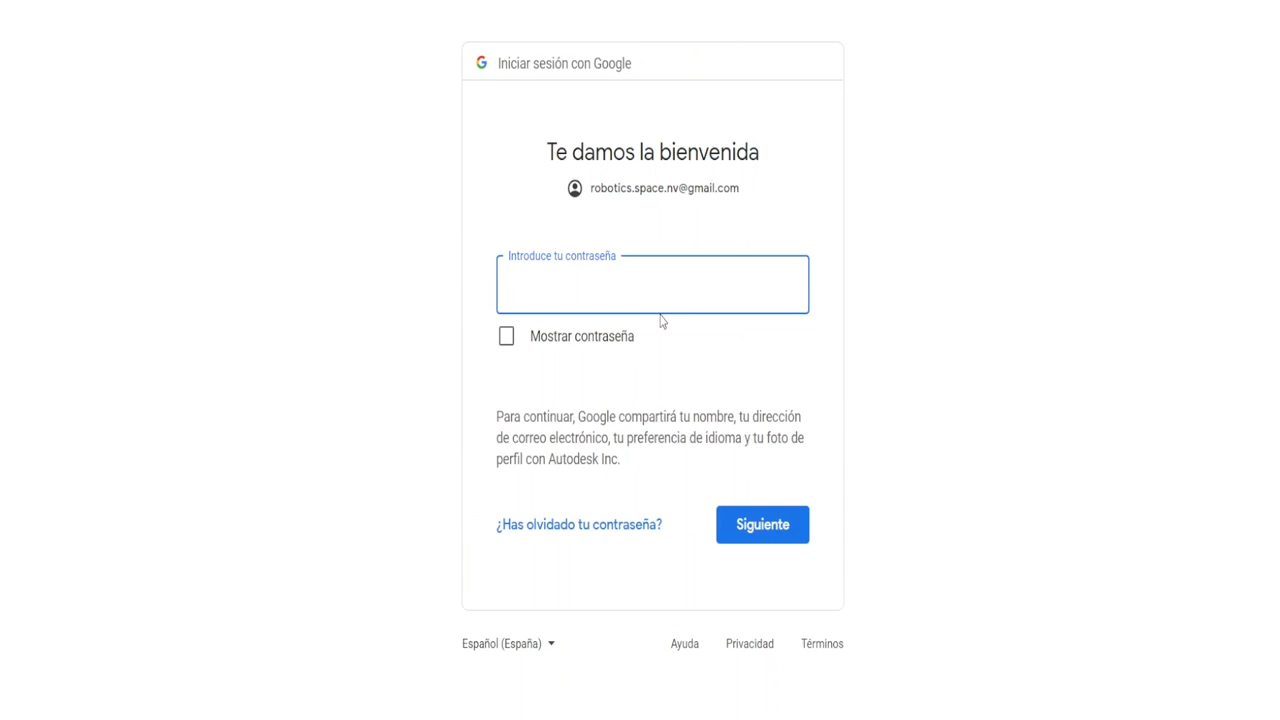 Iniciar sesión con Google
Te damos la bienvenida
robotics.space.nv@gmail.com
Introduce tu contraseña
Mostrar contraseña
Para continuar, Google compartirá tu nombre, tu dirección
de correo electrónico, tu preferencia de idioma y tu foto de
perfil con Autodesk Inc.
¿Has olvidado tu contraseña? Siguiente
Español (España) Ayuda Privacidad Términos